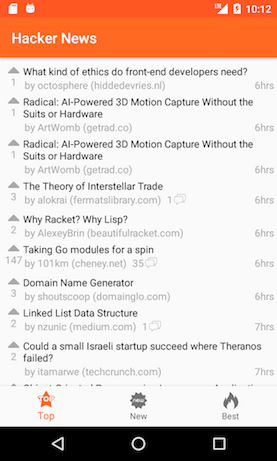 10:12
Hacker News
What kind of ethics do front-end developers need?
1 by octosphere (hiddedevries.nl) 6hrs
Radical: AI-Powered 3D Motion Capture Without the
1 Suits or Hardware
by ArtWomb (getrad.co) 6hrs
Radical: AI-Powered 3D Motion Capture Without the
1 Suits or Hardware
by ArtWomb (getrad.co) 6hrs
The Theory of Interstellar Trade
3 by alokrai (fermatslibrary.com) 1 6hrs
Why Racket? Why Lisp?
2 by AlexeyBrin (beautifulracket.com) 6hrs
Taking Go modules for a spin
147 by 101km (cheney.net) 35 6hrs
Domain Name Generator
3 by shoutscoop (domainglo.com) 6hrs
Linked List Data Structure
2 by nzunic (medium.com) 1 7hrs
Could a small Israeli startup succeed where Theranos
2 failed?
by itamarwe (techcrunch.com) 7hrs
TOP
Top New Best